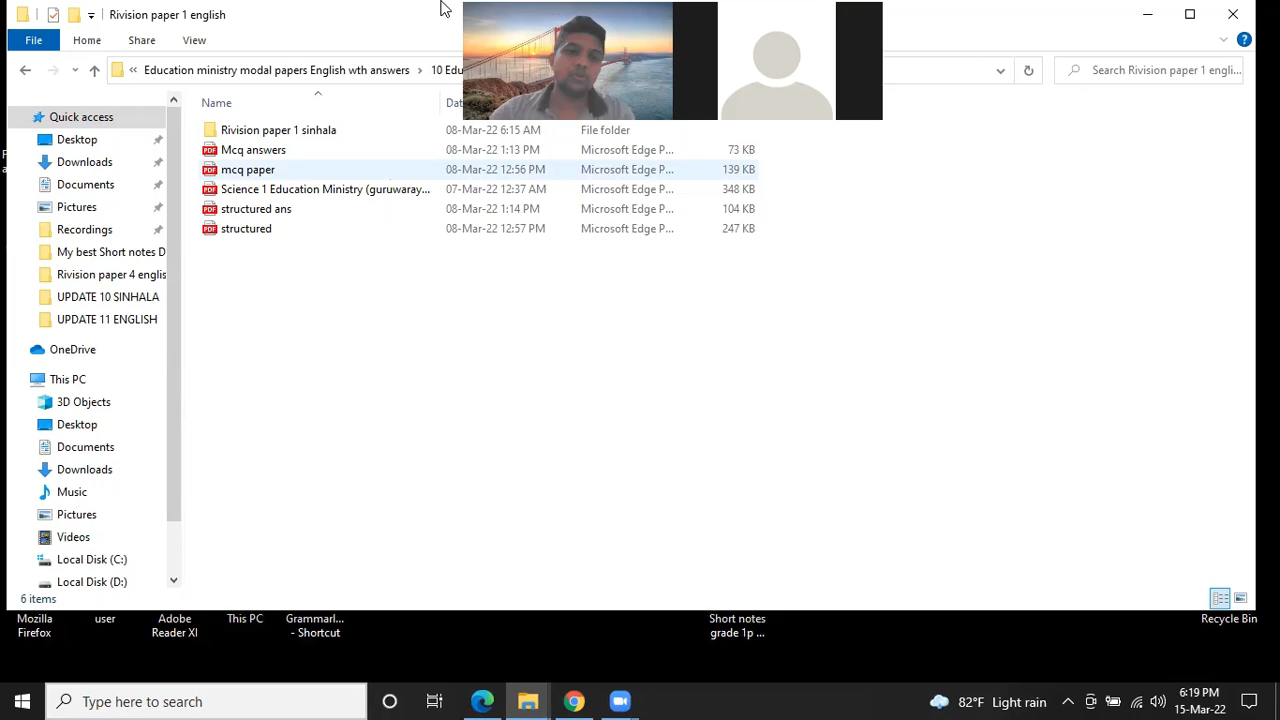 Rivision paper 1 english
File Home Share View
« Education ministry modal papers English wth answers > 10 Edu
Search Rivision paper 1 engli...
Quick access
Desktop
Downloads
Documents
Pictures
Recordings
My best Short notes D
Rivision paper 4 englis
UPDATE 10 SINHALA
UPDATE 11 ENGLISH
OneDrive
This PC
3D Objects
Desktop
Documents
Downloads
Music
Pictures
Videos
Local Disk (C:)
Local Disk (D:)
Name Dat
Rivision paper 1 sinhala 08-Mar-22 6:15 AM File folder
Mcq answers 08-Mar-22 1:13 PM Microsoft Edge P... 73 KB
mcq paper 08-Mar-22 12:56 PM Microsoft Edge P... 139 KB
Science 1 Education Ministry (guruwaray... 07-Mar-22 12:37 AM Microsoft Edge P... 348 KB
structured ans 08-Mar-22 1:14 PM Microsoft Edge P... 104 KB
structured 08-Mar-22 12:57 PM Microsoft Edge P... 247 KB
6 items
Mozilla
Firefox
user
Adobe
Reader XI
This PC
Grammarl...
- Shortcut
Short notes
grade 1p ...
Recycle Bin
Type here to search
82°F Light rain
6:19 PM
15-Mar-22